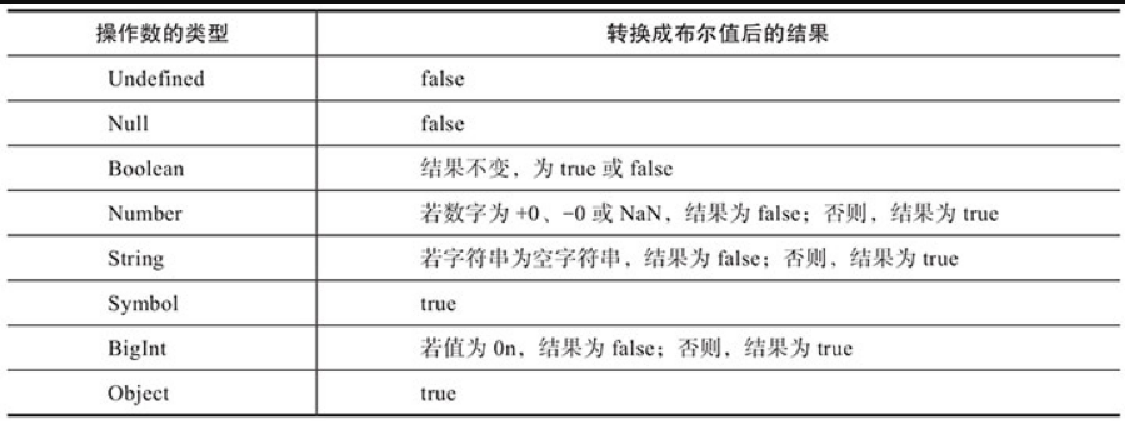 操作数的类型 转换成布尔值后的结果
Undefined false
Null false
Boolean 结果不变，为 true 或 false
Number 若数字为 +0、-0 或 NaN，结果为 false；否则，结果为 true
String 若字符串为空字符串，结果为 false；否则，结果为 true
Symbol true
BigInt 若值为 0n，结果为 false；否则，结果为 true
Object true